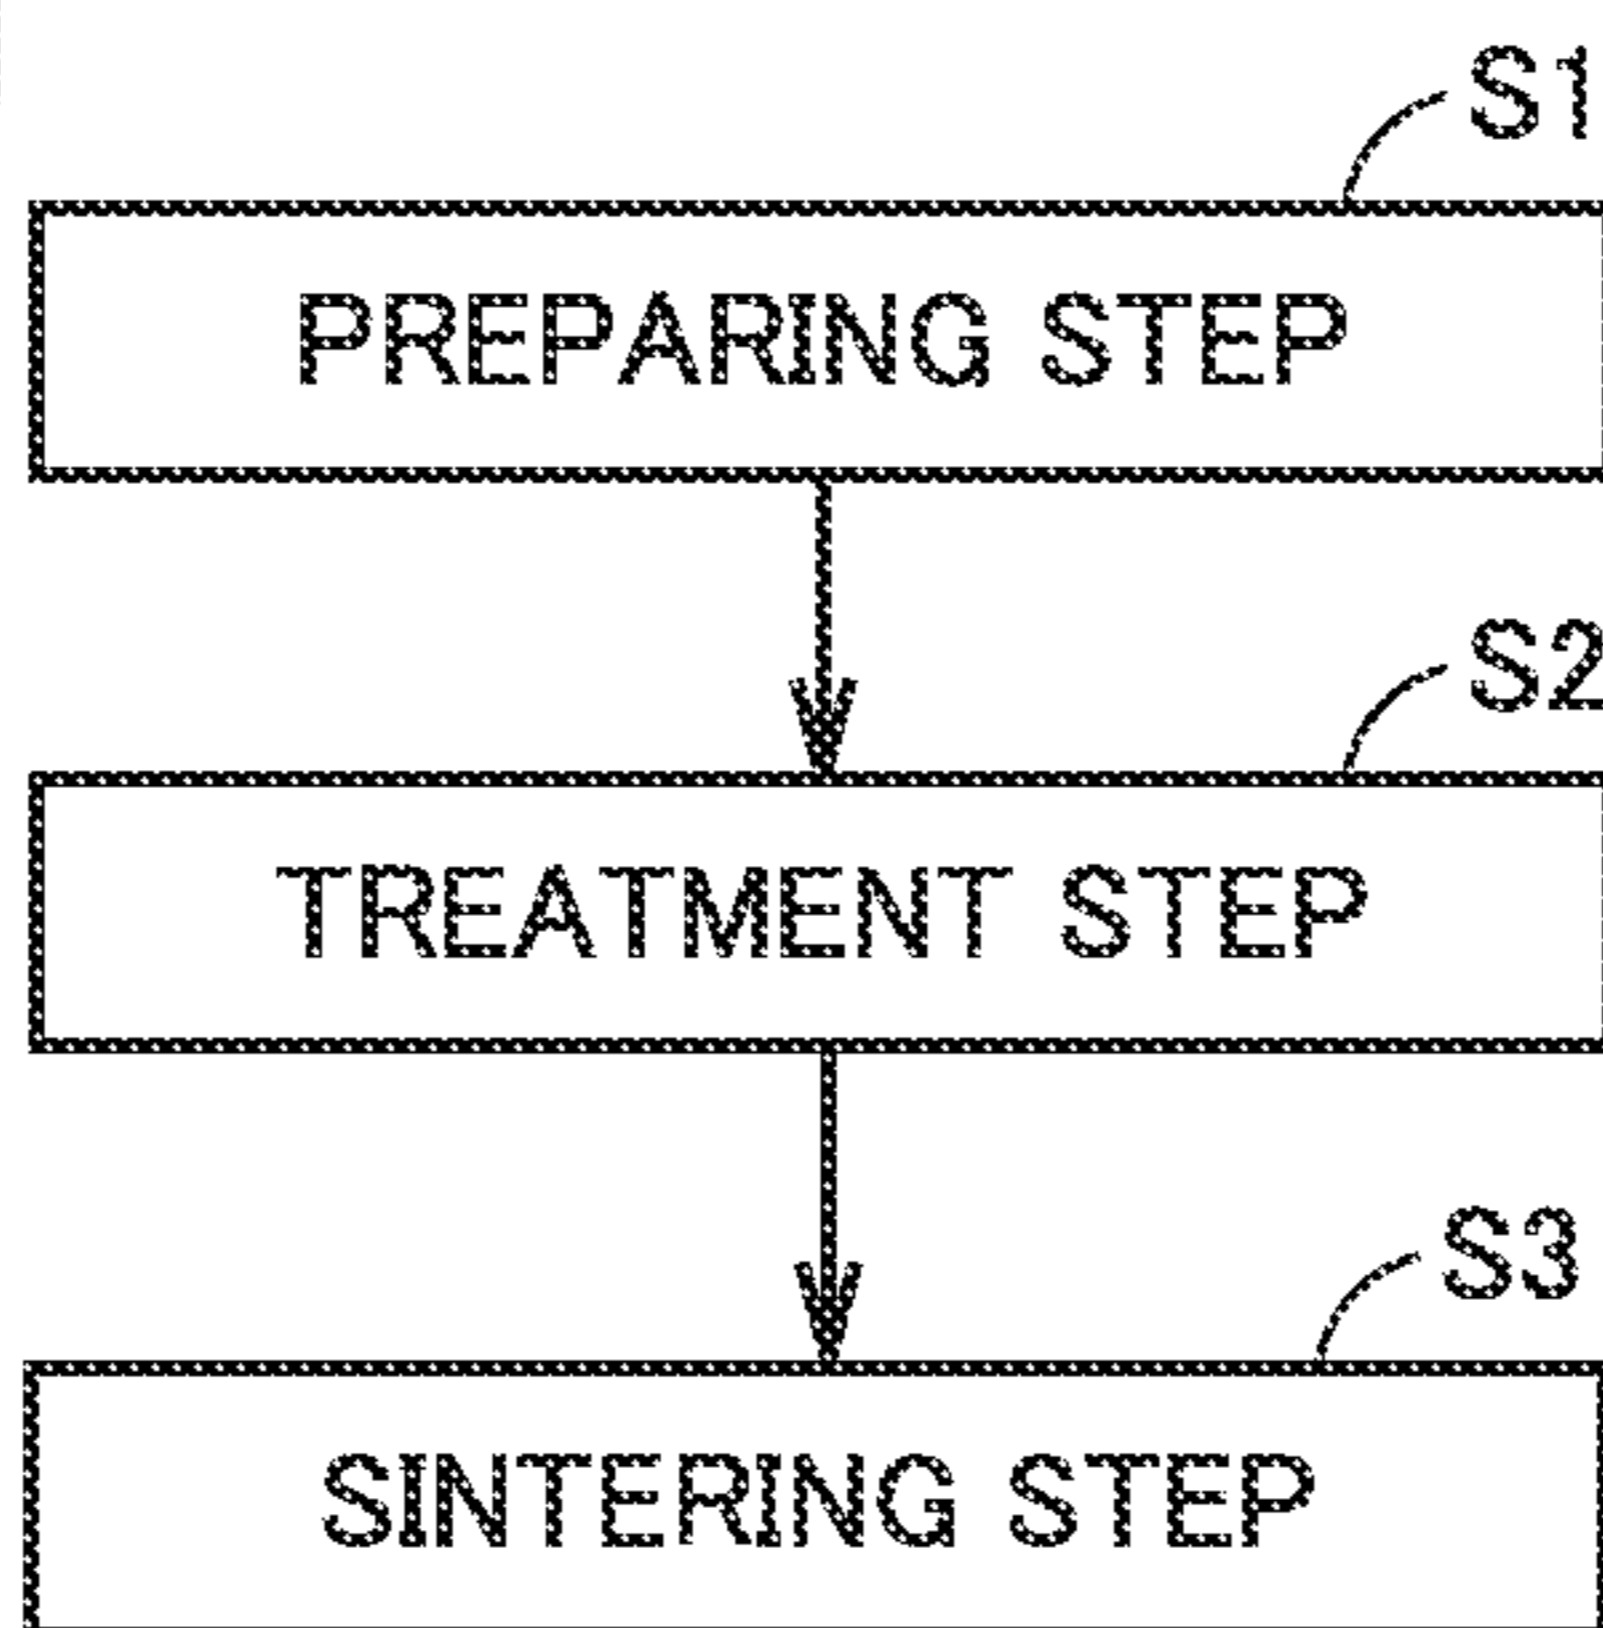 S1
PREPARING STEP
S2
TREATMENT STEP
S3
SINTERING STEP